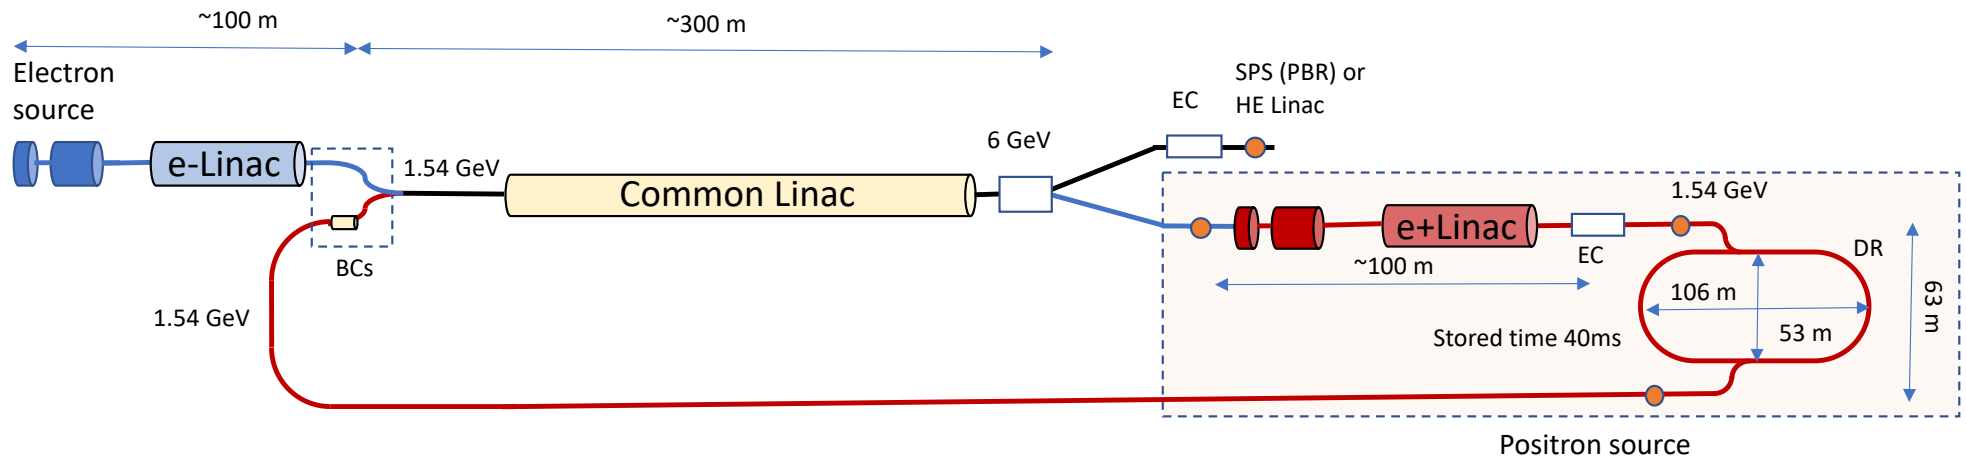 ~100 m
~300 m
Electron
source
SPS (PBR) or
HE Linac
EC
6 GeV
e-Linac
1.54 GeV
Common Linac
1.54 GeV
e+Linac
EC
DR
BCs
~100 m
106 m
63 m
1.54 GeV
Stored time 40ms
53 m
Positron source